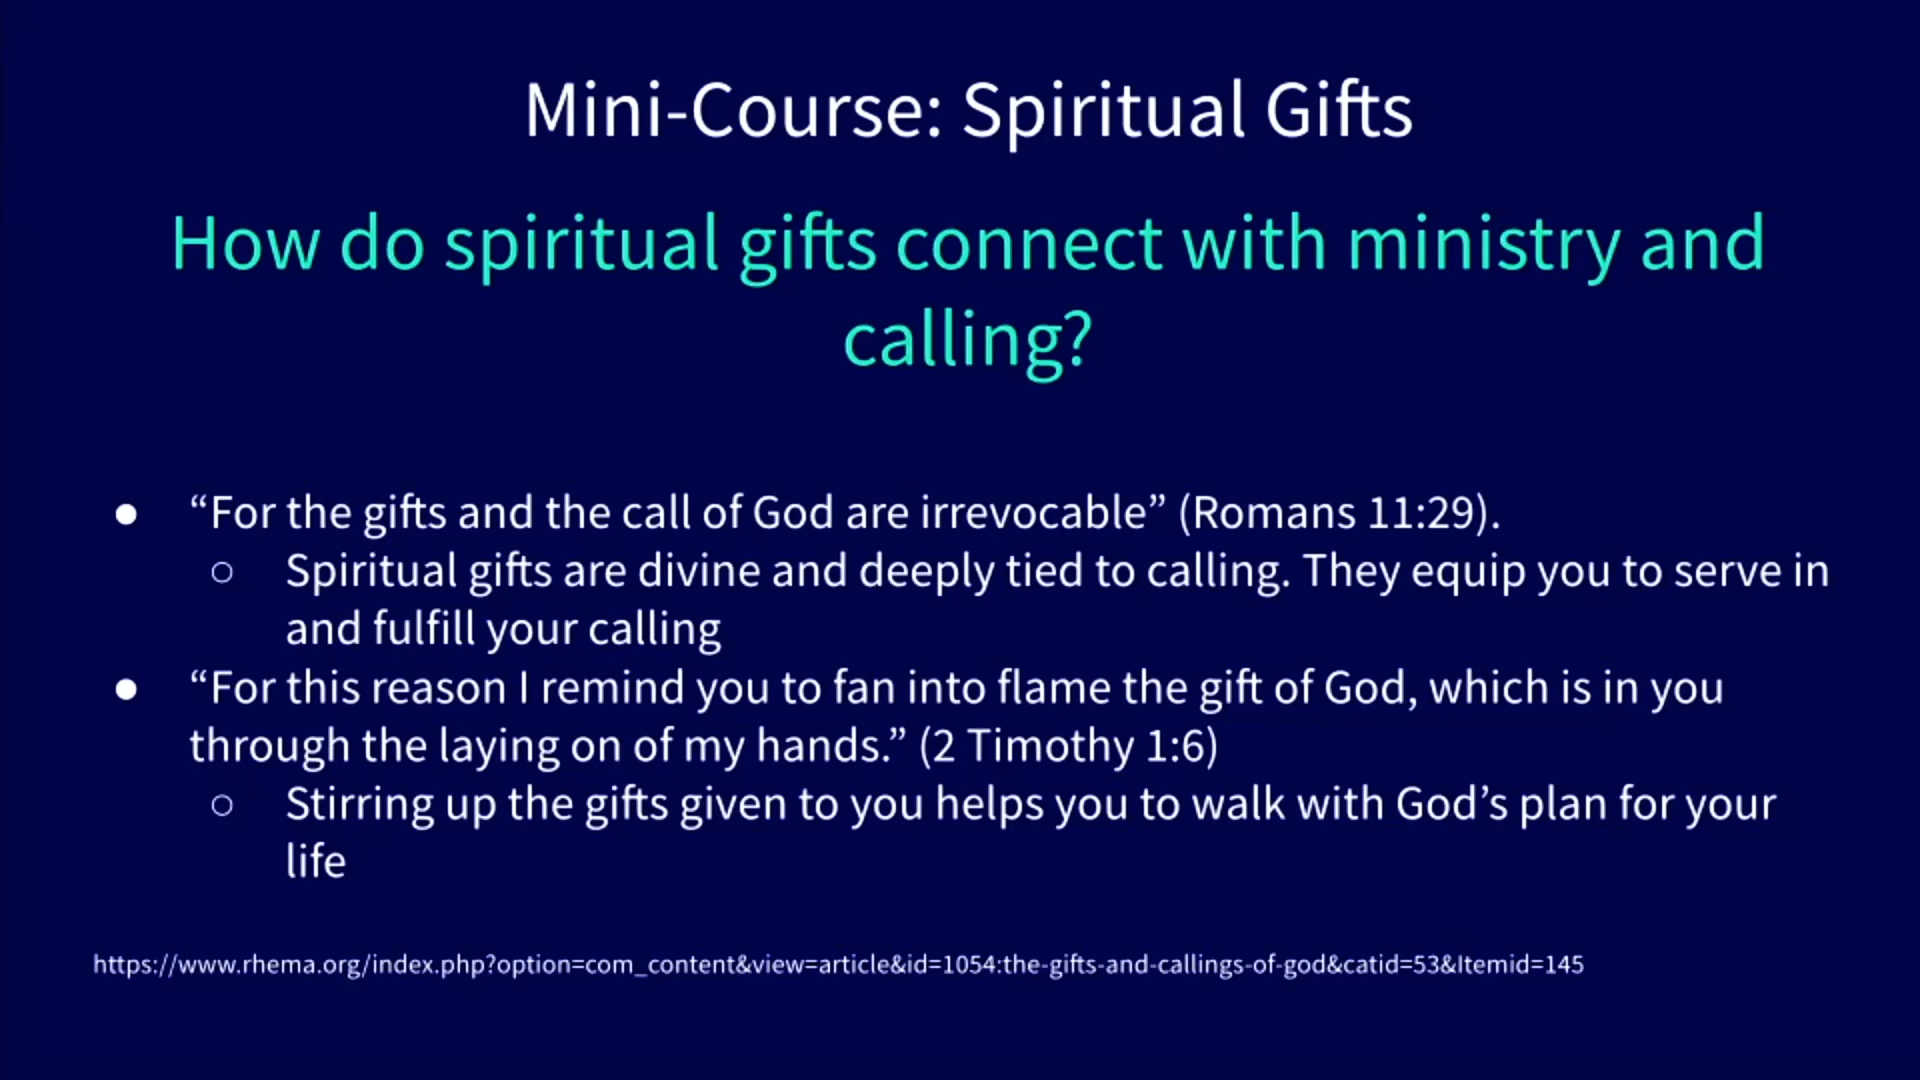 Mini-Course: Spiritual Gifts
How do spiritual gifts connect with ministry and
calling?
● “For the gifts and the call of God are irrevocable” (Romans 11:29).
○ Spiritual gifts are divine and deeply tied to calling. They equip you to serve in
and fulfill your calling
● “For this reason I remind you to fan into flame the gift of God, which is in you
through the laying on of my hands.” (2 Timothy 1:6)
○ Stirring up the gifts given to you helps you to walk with God’s plan for your
life
https://www.rhema.org/index.php?option=com_content&view=article&id=1054:the-gifts-and-callings-of-god&catid=53&Itemid=145